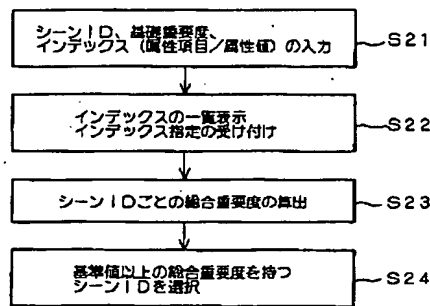 シーンID、基礎重要度、
インデックス（属性項目/属性値）の入力
S21
インデックスの一覧表示
インデックス指定の受け付け
S22
シーンIDごとの総合重要度の算出
S23
基準値以上の総合重要度を持つ
シーンIDを選択
S24